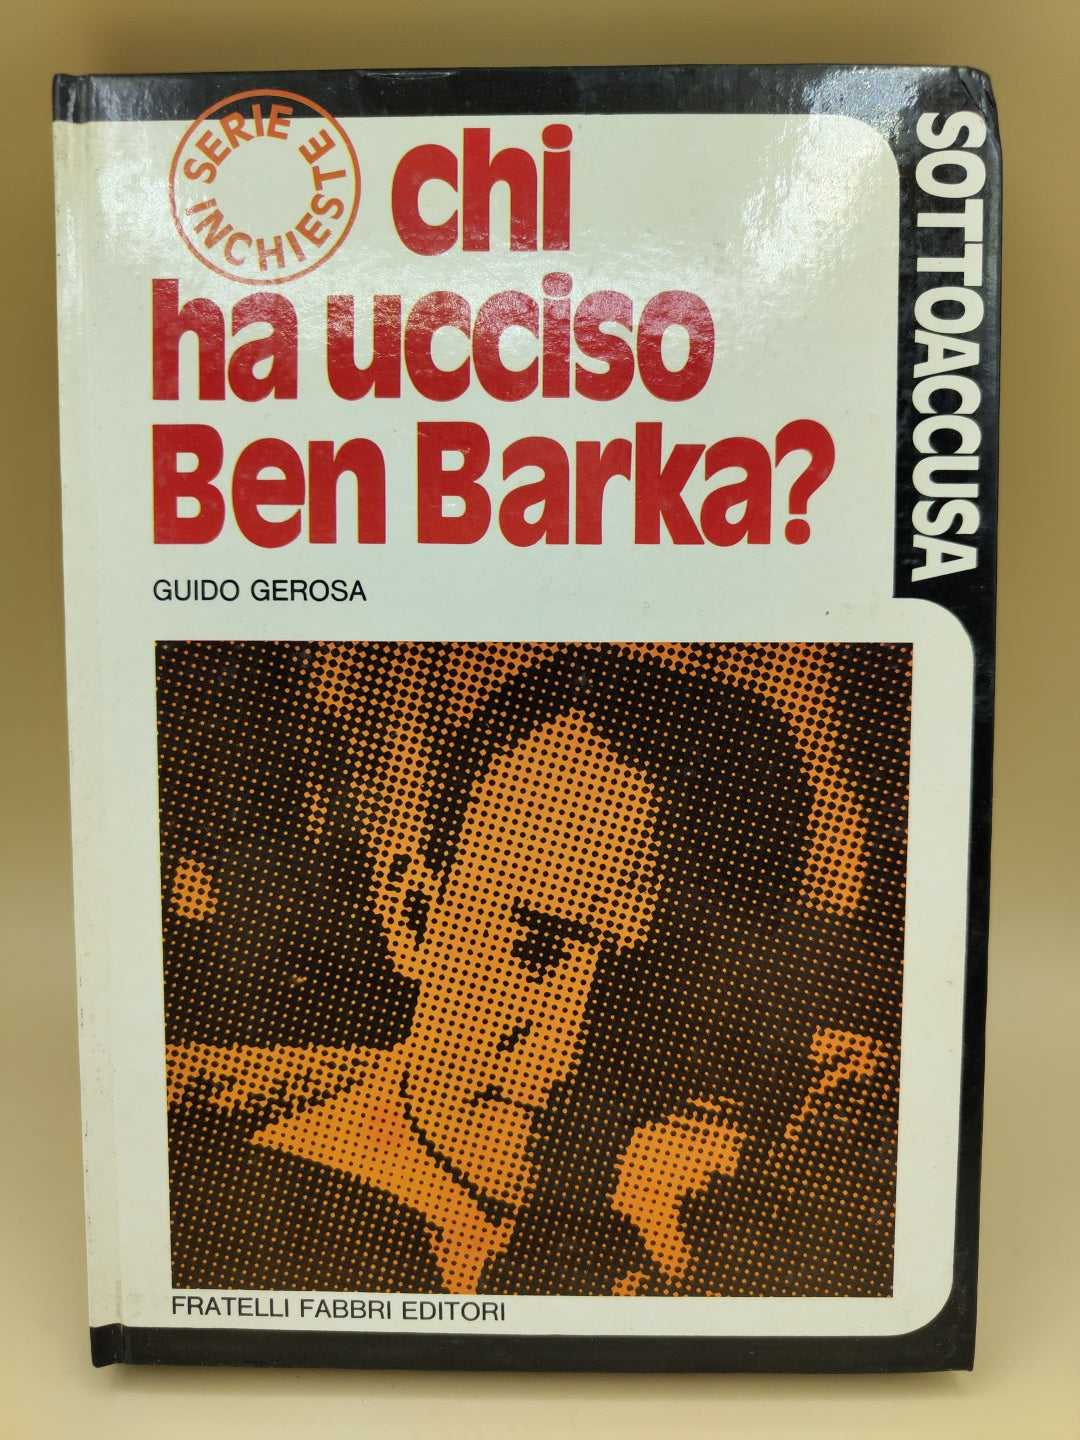 SERIE
INCHIESTE
chi
ha ucciso
Ben Barka?
GUIDO GEROSA
SOTTOACCUSA
FRATELLI FABBRI EDITORI